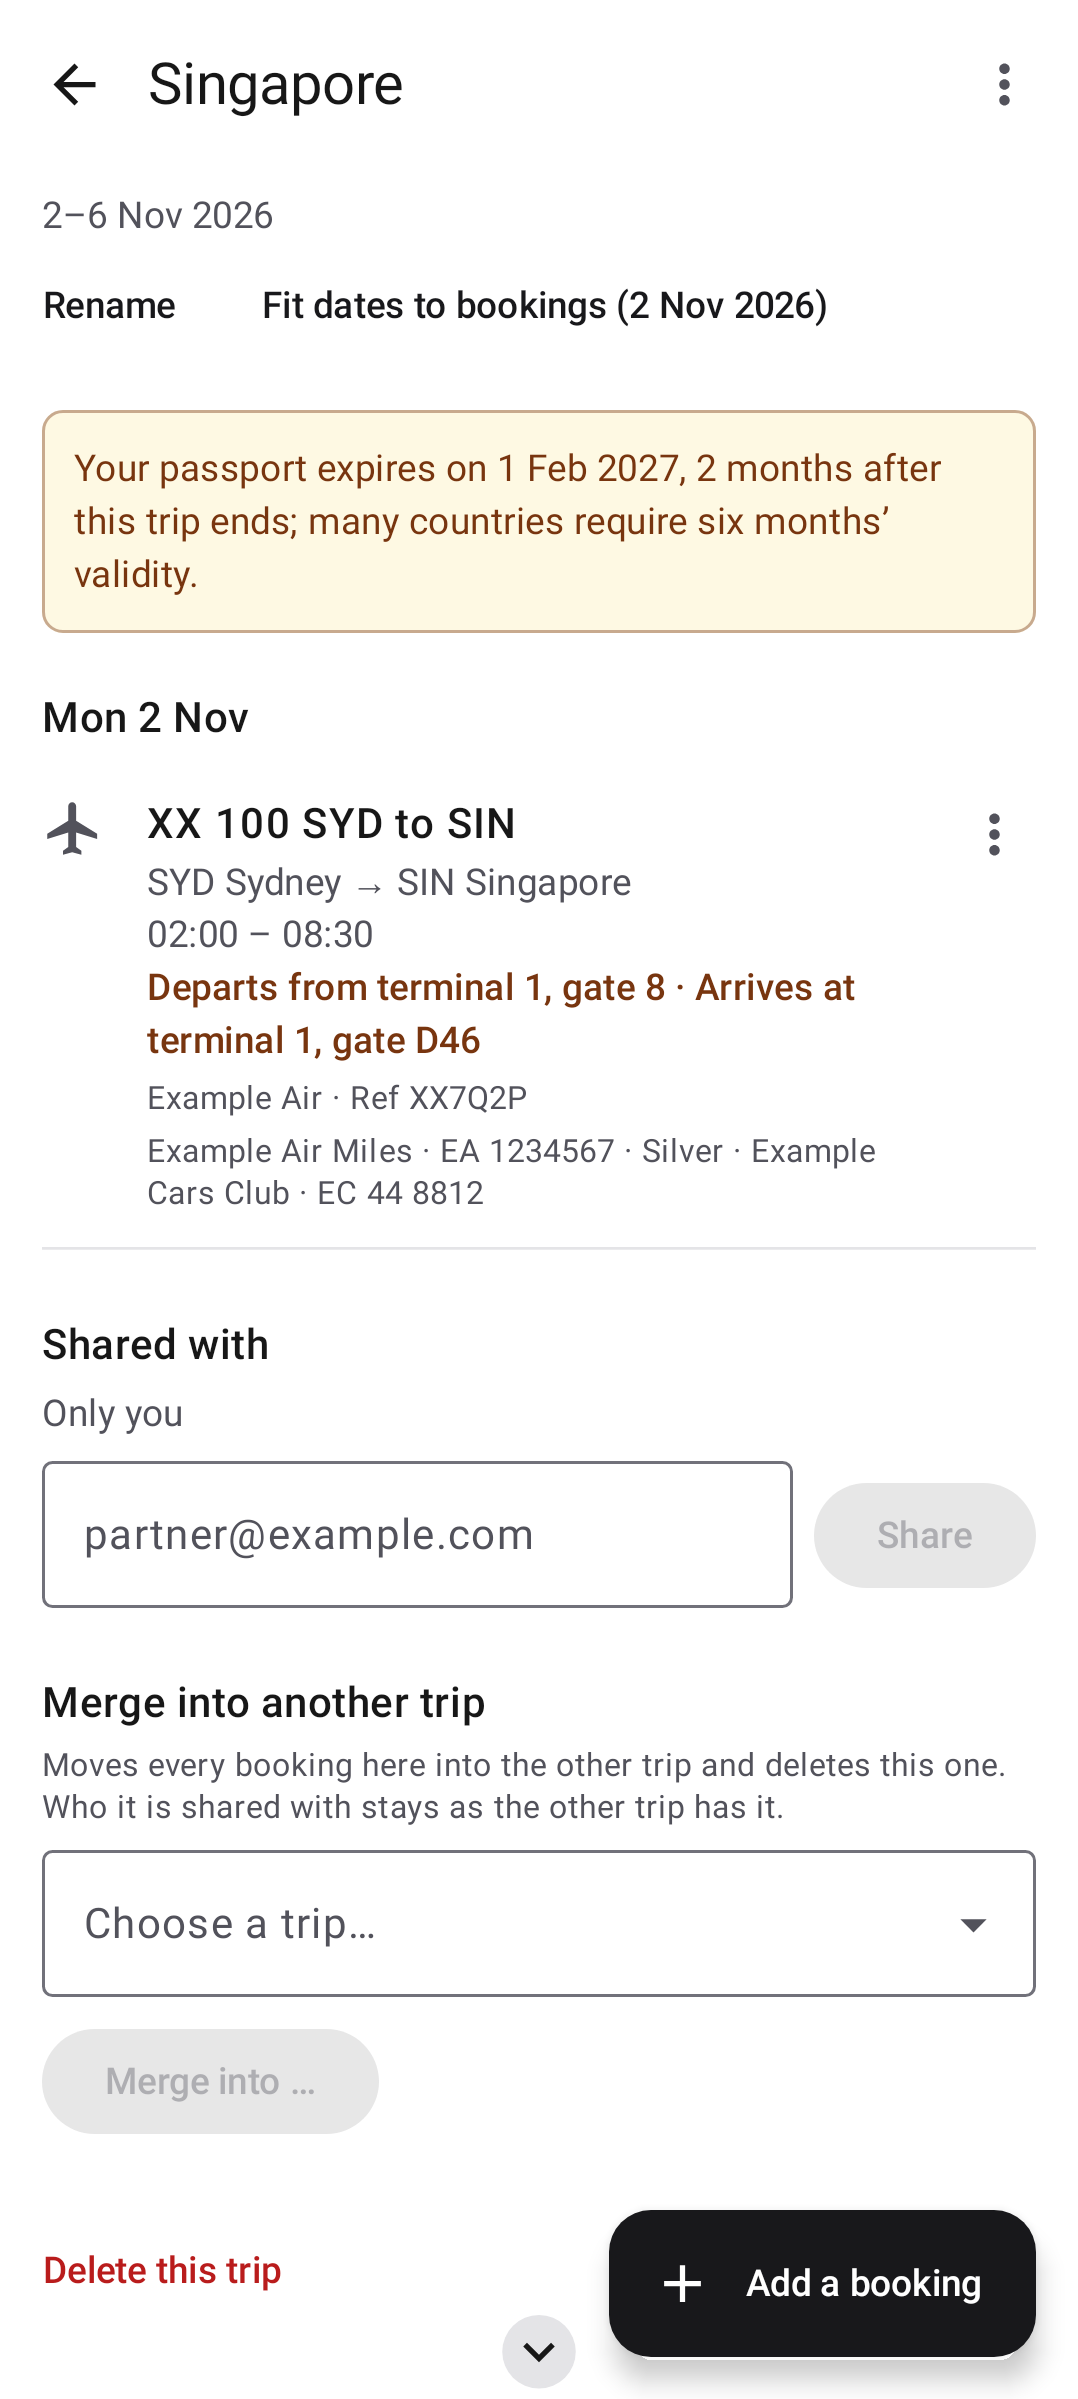 Singapore
2–6 Nov 2026
Rename
Fit dates to bookings (2 Nov 2026)
Your passport expires on 1 Feb 2027, 2 months after
this trip ends; many countries require six months’
validity.
Mon 2 Nov
XX 100 SYD to SIN
SYD Sydney → SIN Singapore
02:00 – 08:30
Departs from terminal 1, gate 8 · Arrives at
terminal 1, gate D46
Example Air · Ref XX7Q2P
Example Air Miles · EA 1234567 · Silver · Example
Cars Club · EC 44 8812
Shared with
Only you
partner@example.com
Share
Merge into another trip
Moves every booking here into the other trip and deletes this one.
Who it is shared with stays as the other trip has it.
Choose a trip…
Merge into …
Delete this trip
Add a booking